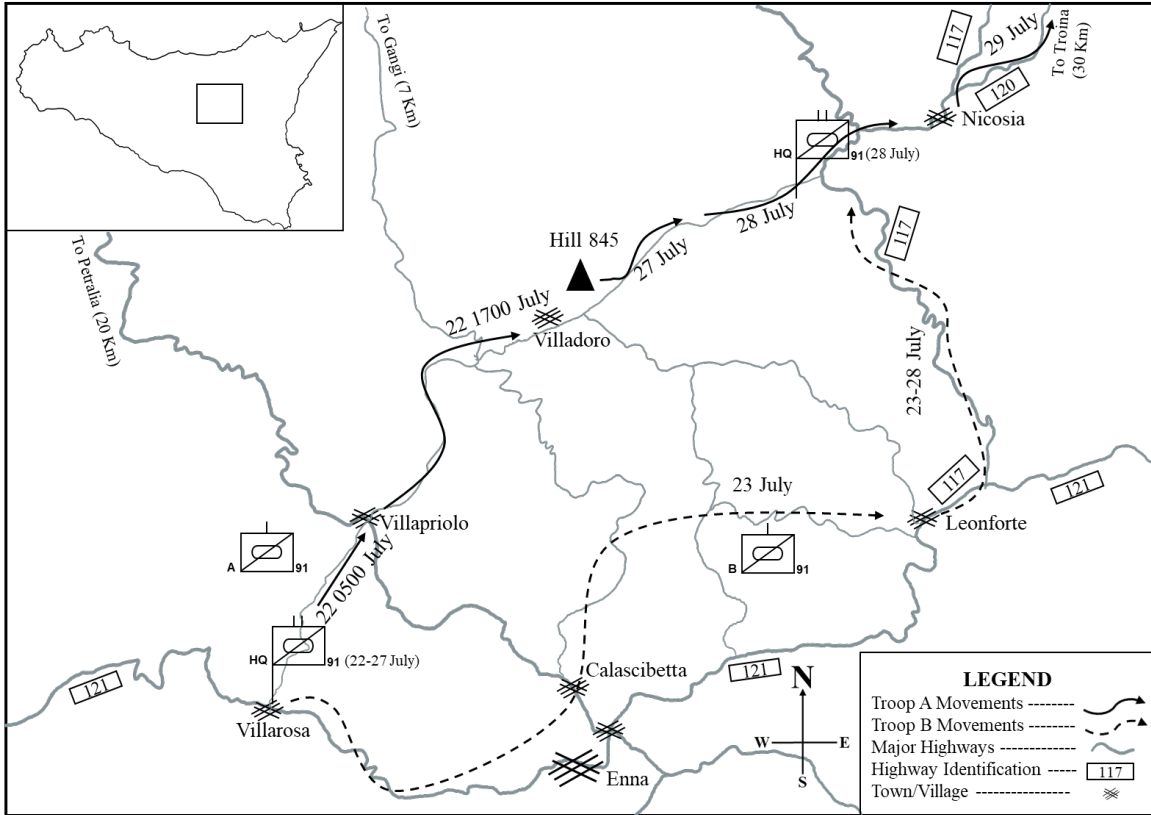 To Gangi (7 Km)
117
29 July
To Troina
(30 Km)
120
Nicosia
HQ
91
(28 July)
To Petralia (20 Km)
117
28 July
Hill 845
27 July
22 1700 July
Villadoro
23-28 July
23 July
117
121
Villapriolo
Leonforte
A
91
B
91
22 0500 July
HQ
91
(22-27 July)
121
Calascibetta
121
Villarosa
Enna
N
W
E
S
LEGEND
Troop A Movements --------
Troop B Movements --------
Major Highways -------------
Highway Identification -----
117
Town/Village ----------------